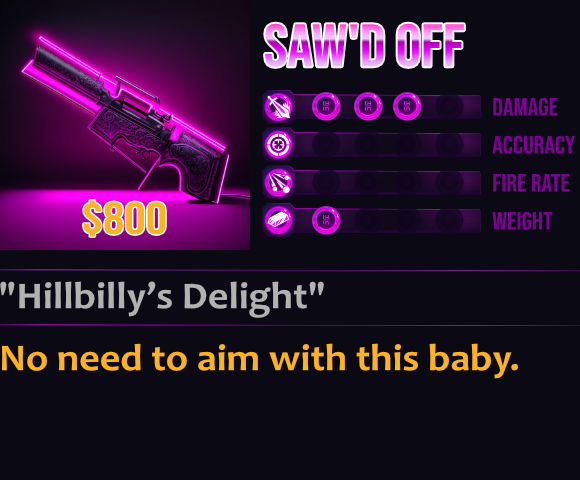 SAW'D OFF
DAMAGE
ACCURACY
FIRE RATE
WEIGHT
$800
"Hillbilly’s Delight"
No need to aim with this baby.